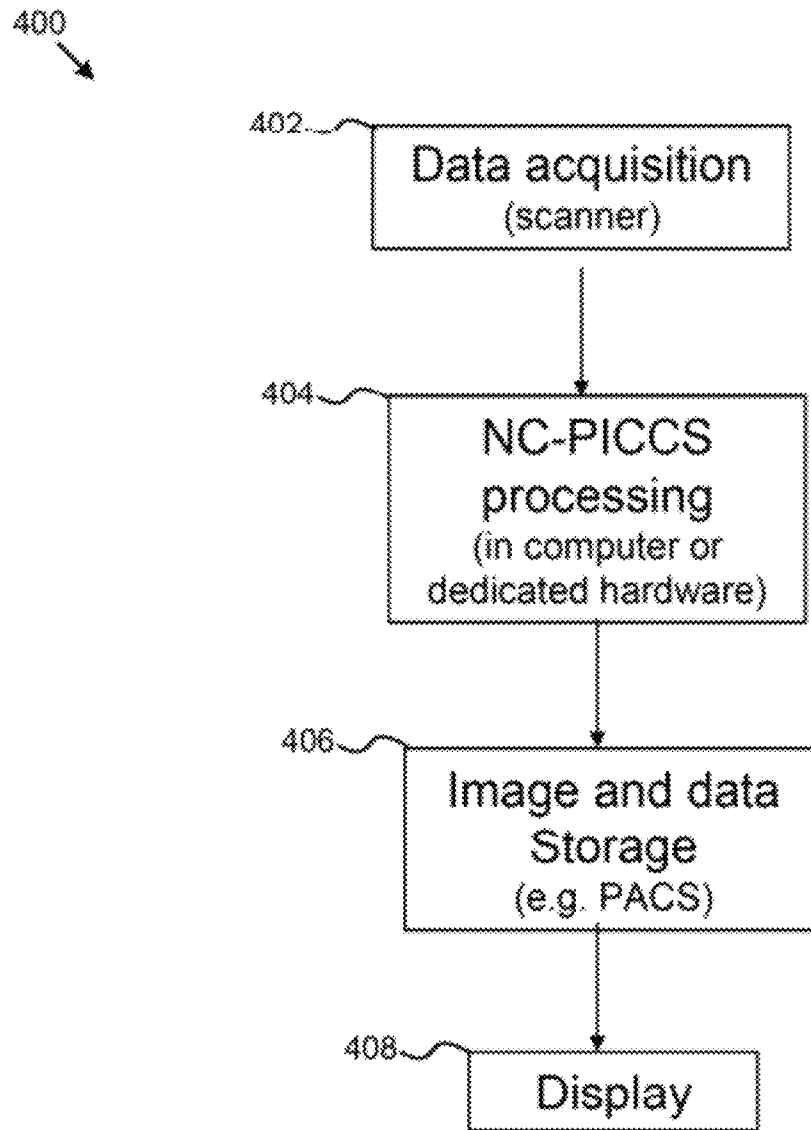 400
402
Data acquisition
(scanner)
404
NC-PICCS
processing
(in computer or
dedicated hardware)
406
Image and data
Storage
(e.g. PACS)
408
Display